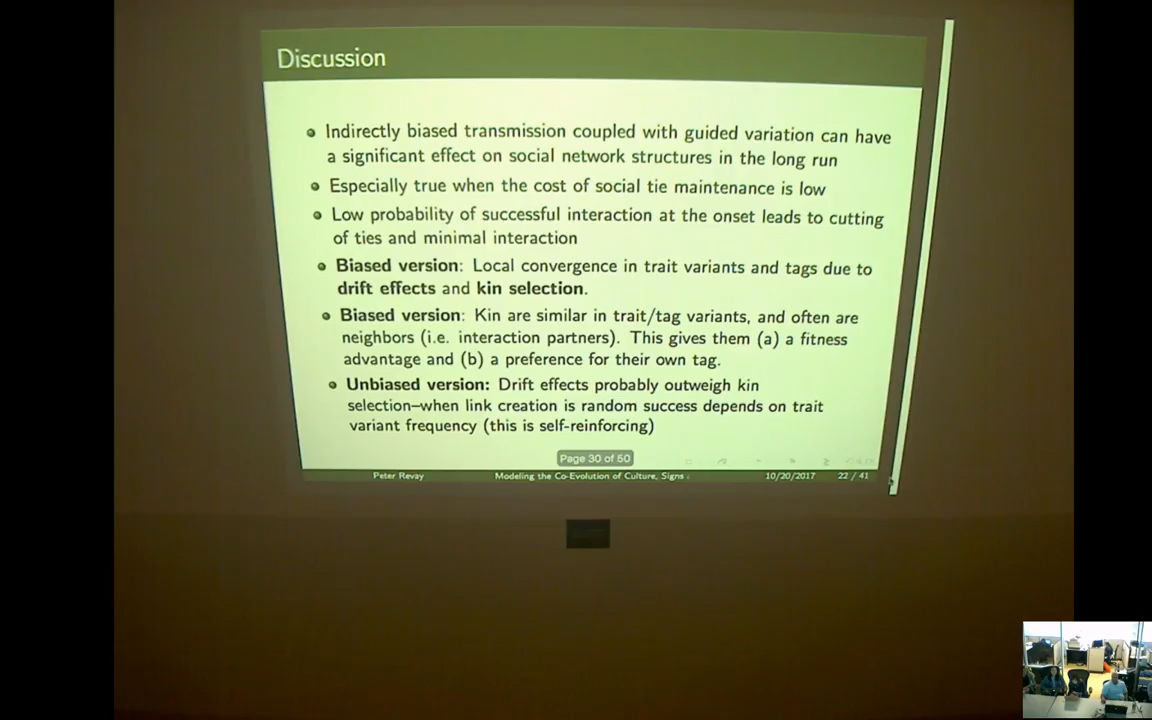 Discussion
Indirectly biased transmission coupled with guided variation can have
a significant effect on social network structures in the long run
Especially true when the cost of social tie maintenance is low
Low probability of successful interaction at the onset leads to cutting
of ties and minimal interaction
Biased version: Local convergence in trait variants and tags due to
drift effects and kin selection.
Biased version: Kin are similar in trait/tag variants, and often are
neighbors (i.e. interaction partners). This gives them (a) a fitness
advantage and (b) a preference for their own tag.
Unbiased version: Drift effects probably outweigh kin
selection–when link creation is random success depends on trait
variant frequency (this is self-reinforcing)
Page 30 of 50
Peter Revay Modeling the Co-Evolution of Culture, Signs 10/20/2017 22 / 41